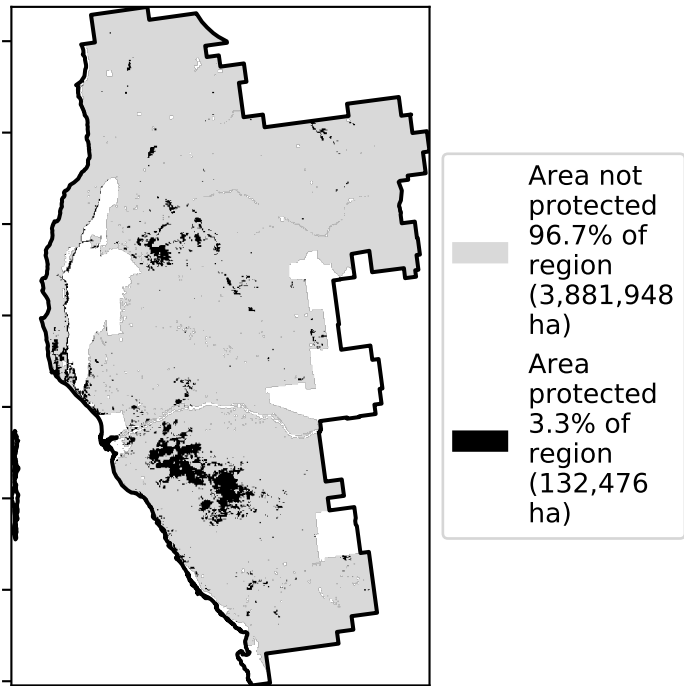 Area not
protected
96.7% of
region
(3,881,948
ha)
Area
protected
3.3% of
region
(132,476
ha)